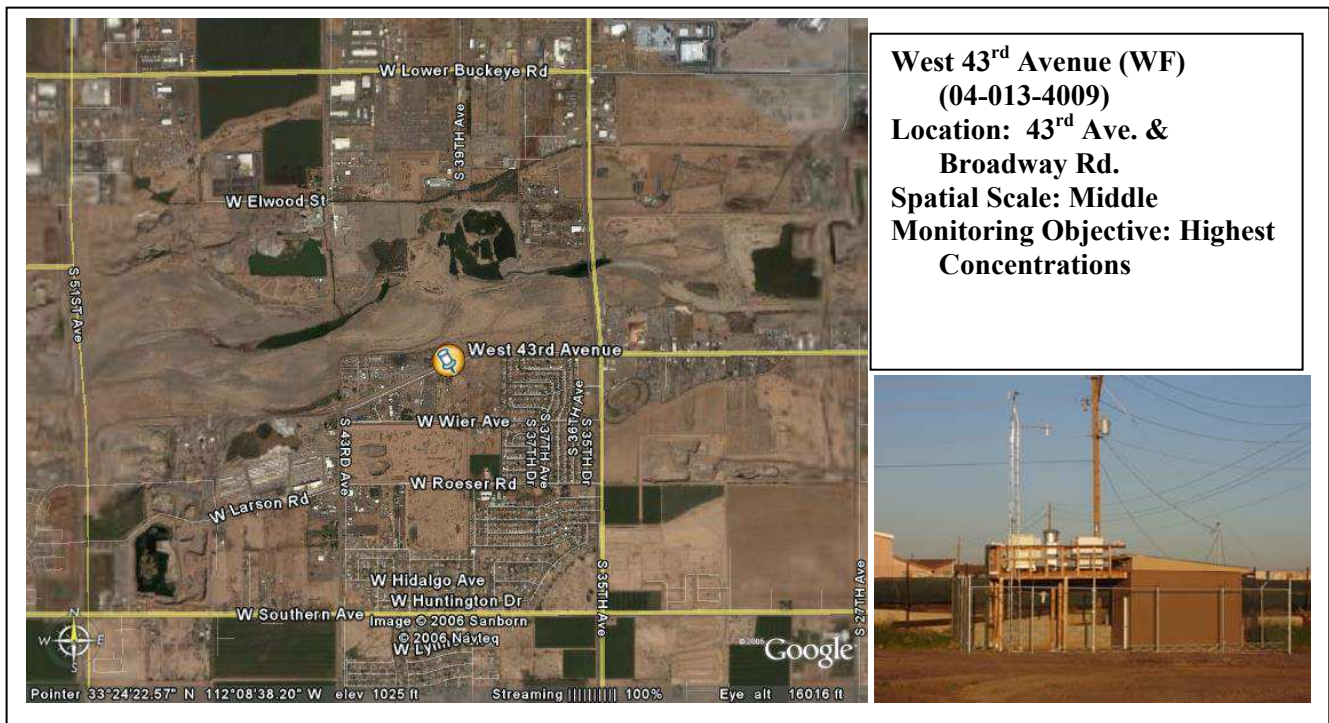 W Lower Buckeye Rd
S 39TH Ave
W Elwood St
S 51ST Ave
West 43rd Avenue
W Wier Ave
S 43RD Ave
S 37TH Dr
S 37TH Ave
S 36TH Ave
S 35TH Dr
W Roeser Rd
W Larson Rd
W Hidalgo Ave
W Huntington Dr
W Southern Ave
S 35TH Ave
S 27TH Ave
Image © 2006 Sanborn
© 2006 Navteq
N
W E
S
© 2005 Google
Pointer 33°24'22.57" N 112°08'38.20" W elev 1025 ft Streaming |||||||||| 100% Eye alt 16016 ft
West 43rd Avenue (WF)
(04-013-4009)
Location: 43rd Ave. &
Broadway Rd.
Spatial Scale: Middle
Monitoring Objective: Highest
Concentrations